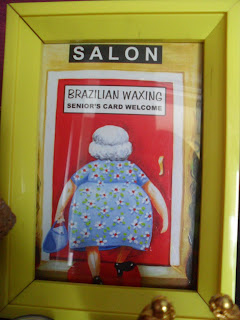 SALON
BRAZILIAN WAXING
SENIOR'S CARD WELCOME